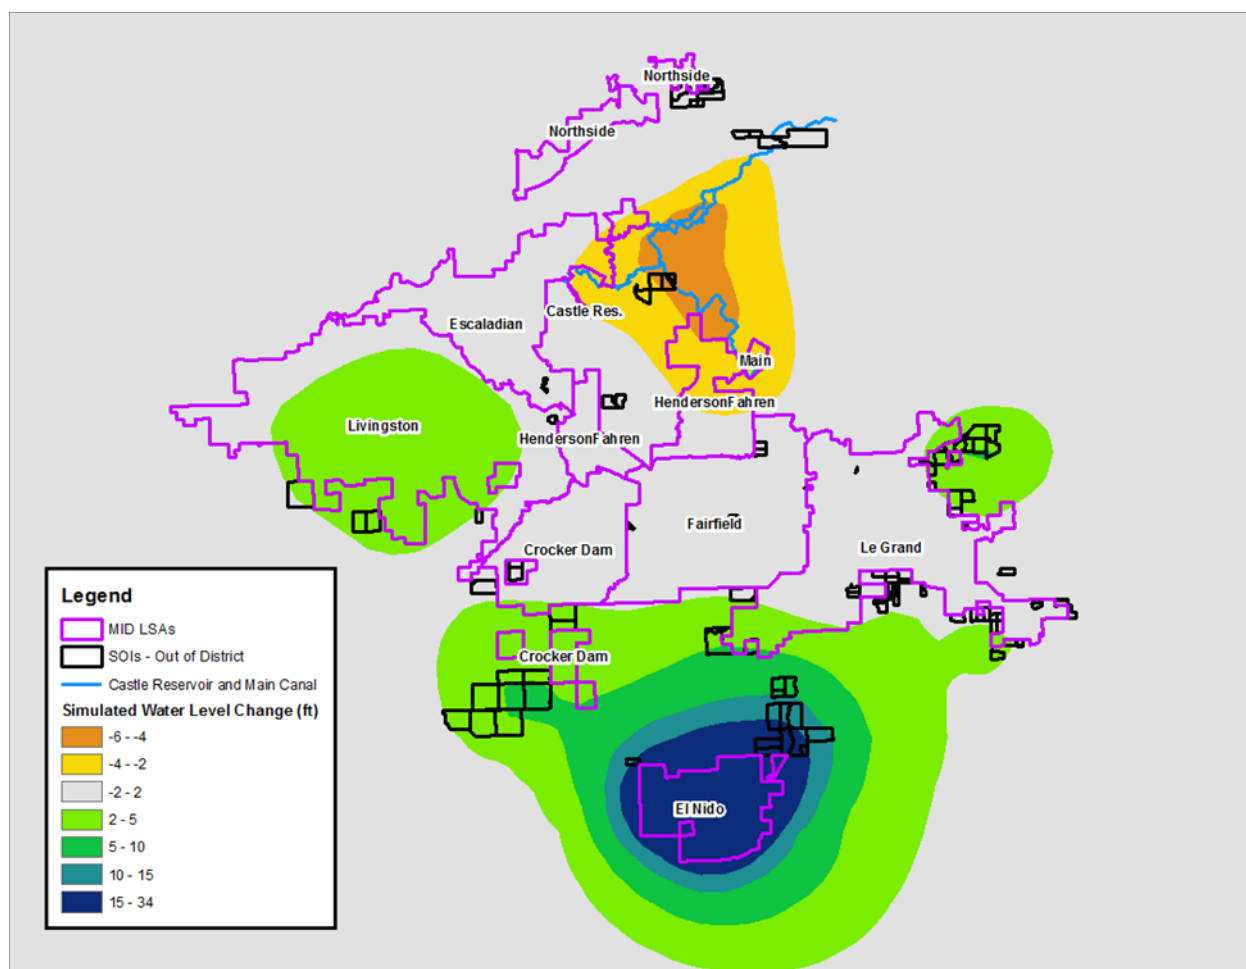 Northside
Northside
Escaladian
Castle Res.
Main
HendersonFahren
Livingston
HendersonFahren
Fairfield
Crocker Dam
Le Grand
Crocker Dam
El Nido
Legend
MID LSAs
SOIs - Out of District
Castle Reservoir and Main Canal
Simulated Water Level Change (ft)
-6 - -4
-4 - -2
-2 - 2
2 - 5
5 - 10
10 - 15
15 - 34